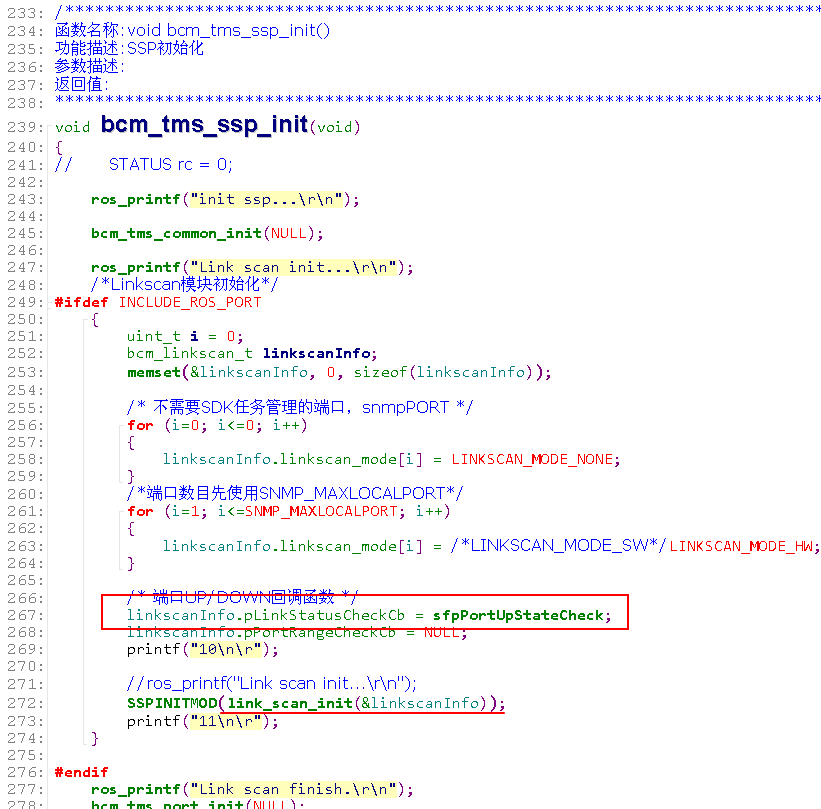 233: /****************************************************************************
234: 函数名称:void bcm_tms_ssp_init()
235: 功能描述:SSP初始化
236: 参数描述:
237: 返回值:
238: *****************************************************************************
239: void bcm_tms_ssp_init(void)
240: {
241: //    STATUS rc = 0;
242:
243:     ros_printf("init ssp...\r\n");
244:
245:     bcm_tms_common_init(NULL);
246:
247:     ros_printf("Link scan init...\r\n");
248:     /*Linkscan模块初始化*/
249: #ifdef INCLUDE_ROS_PORT
250:     {
251:         uint_t i = 0;
252:         bcm_linkscan_t linkscanInfo;
253:         memset(&linkscanInfo, 0, sizeof(linkscanInfo));
254:
255:         /* 不需要SDK任务管理的端口，snmpPORT */
256:         for (i=0; i<=0; i++)
257:         {
258:             linkscanInfo.linkscan_mode[i] = LINKSCAN_MODE_NONE;
259:         }
260:         /*端口数目先使用SNMP_MAXLOCALPORT*/
261:         for (i=1; i<=SNMP_MAXLOCALPORT; i++)
262:         {
263:             linkscanInfo.linkscan_mode[i] = /*LINKSCAN_MODE_SW*/LINKSCAN_MODE_HW;
264:         }
265:
266:         /* 端口UP/DOWN回调函数 */
267:         linkscanInfo.pLinkStatusCheckCb = sfpPortUpStateCheck;
268:         linkscanInfo.pPortRangeCheckCb = NULL;
269:         printf("10\n\r");
270:
271:         //ros_printf("Link scan init...\r\n");
272:         SSPINITMOD(link_scan_init(&linkscanInfo));
273:         printf("11\n\r");
274:     }
275:
276: #endif
277:     ros_printf("Link scan finish.\r\n");
278:     bcm_tms_port_init(NULL);